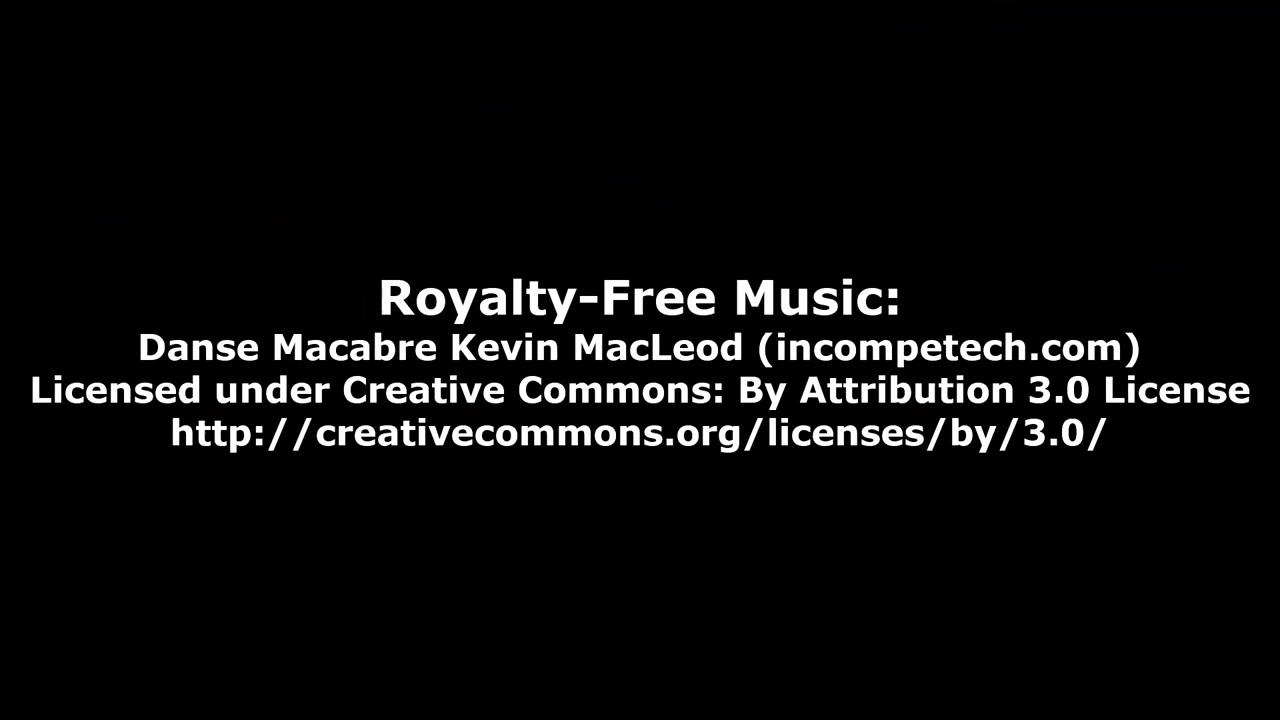 Royalty-Free Music:
Danse Macabre Kevin MacLeod (incompetech.com)
Licensed under Creative Commons: By Attribution 3.0 License
http://creativecommons.org/licenses/by/3.0/